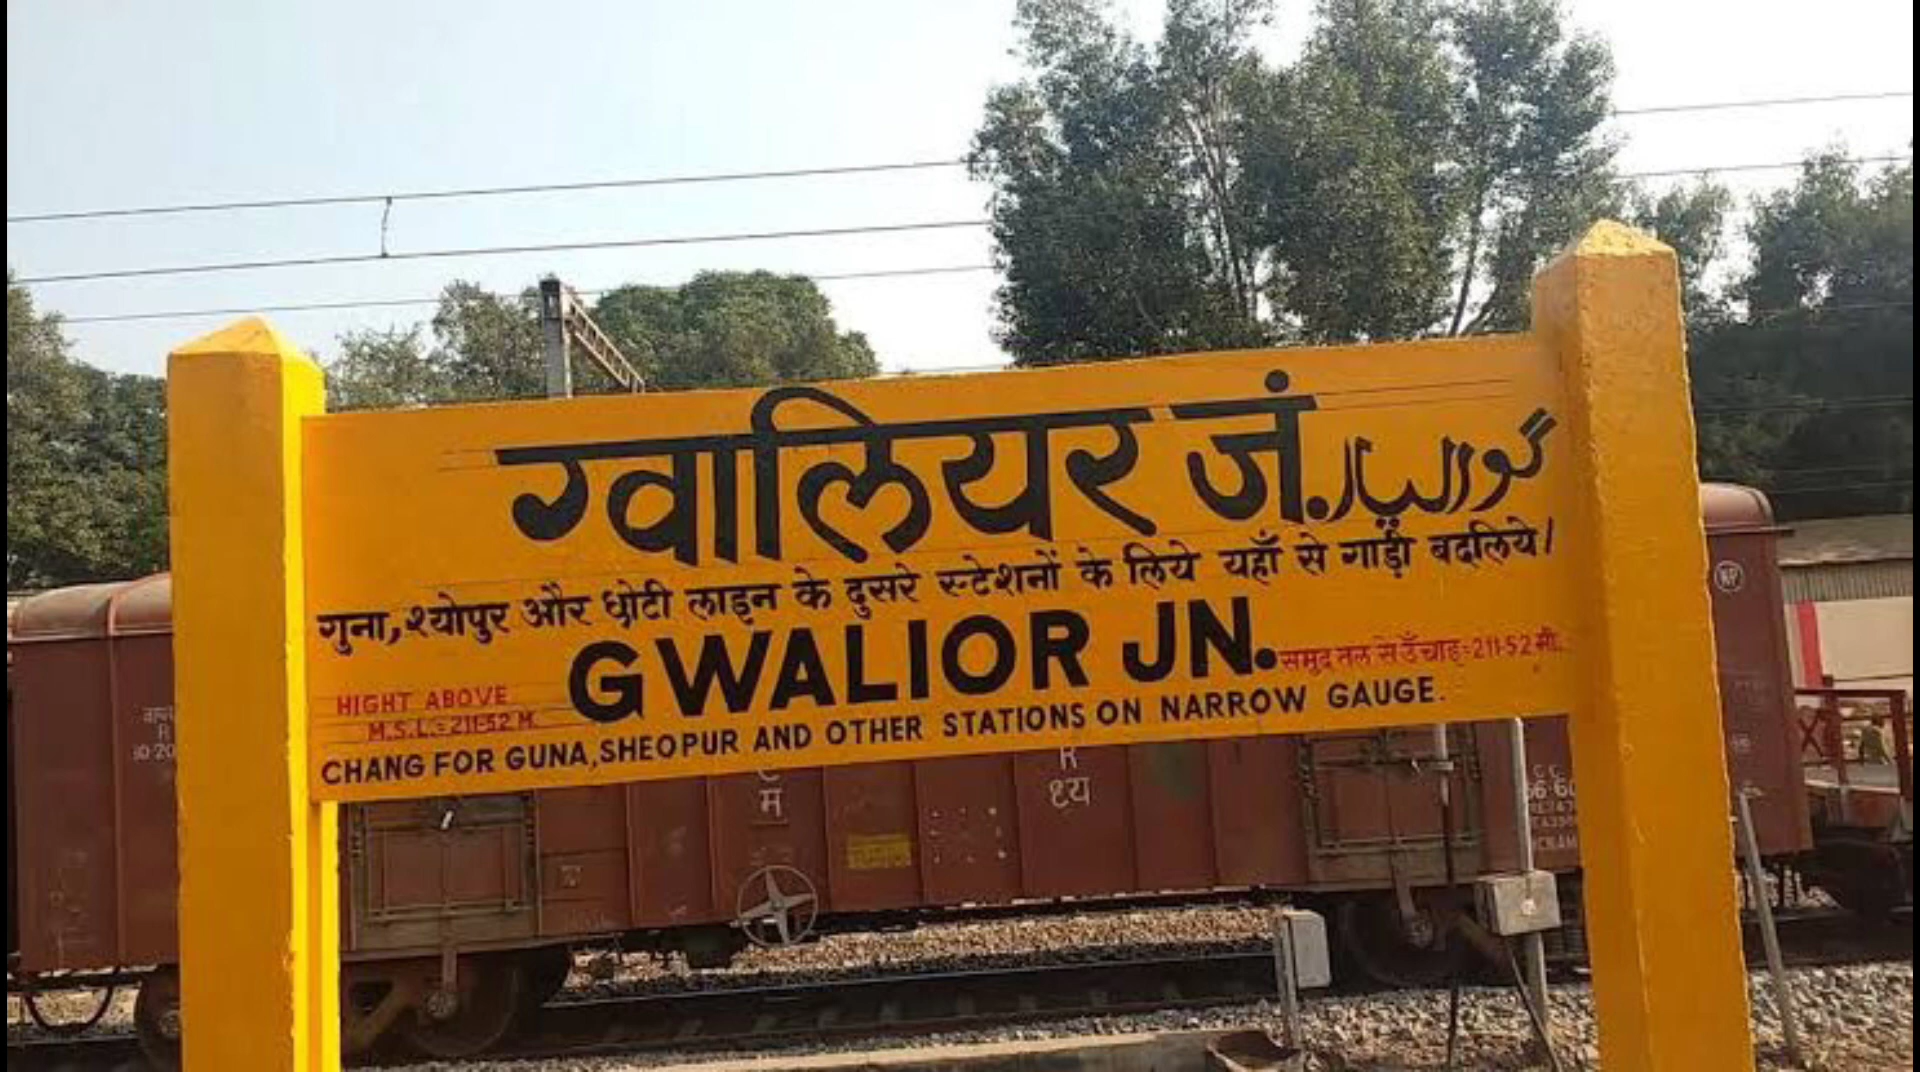 ग्वालियर जं. گوالیار
गुना, श्योपुर और छोटी लाइन के दुसरे स्टेशनों के लिये यहाँ से गाड़ी बदलिये।
GWALIOR JN.
समुद्र तल से ऊँचाइ=211-52 मी.
HIGHT ABOVE
M.S.L.=211-52 M.
CHANG FOR GUNA, SHEOPUR AND OTHER STATIONS ON NARROW GAUGE.
R
म
श्य